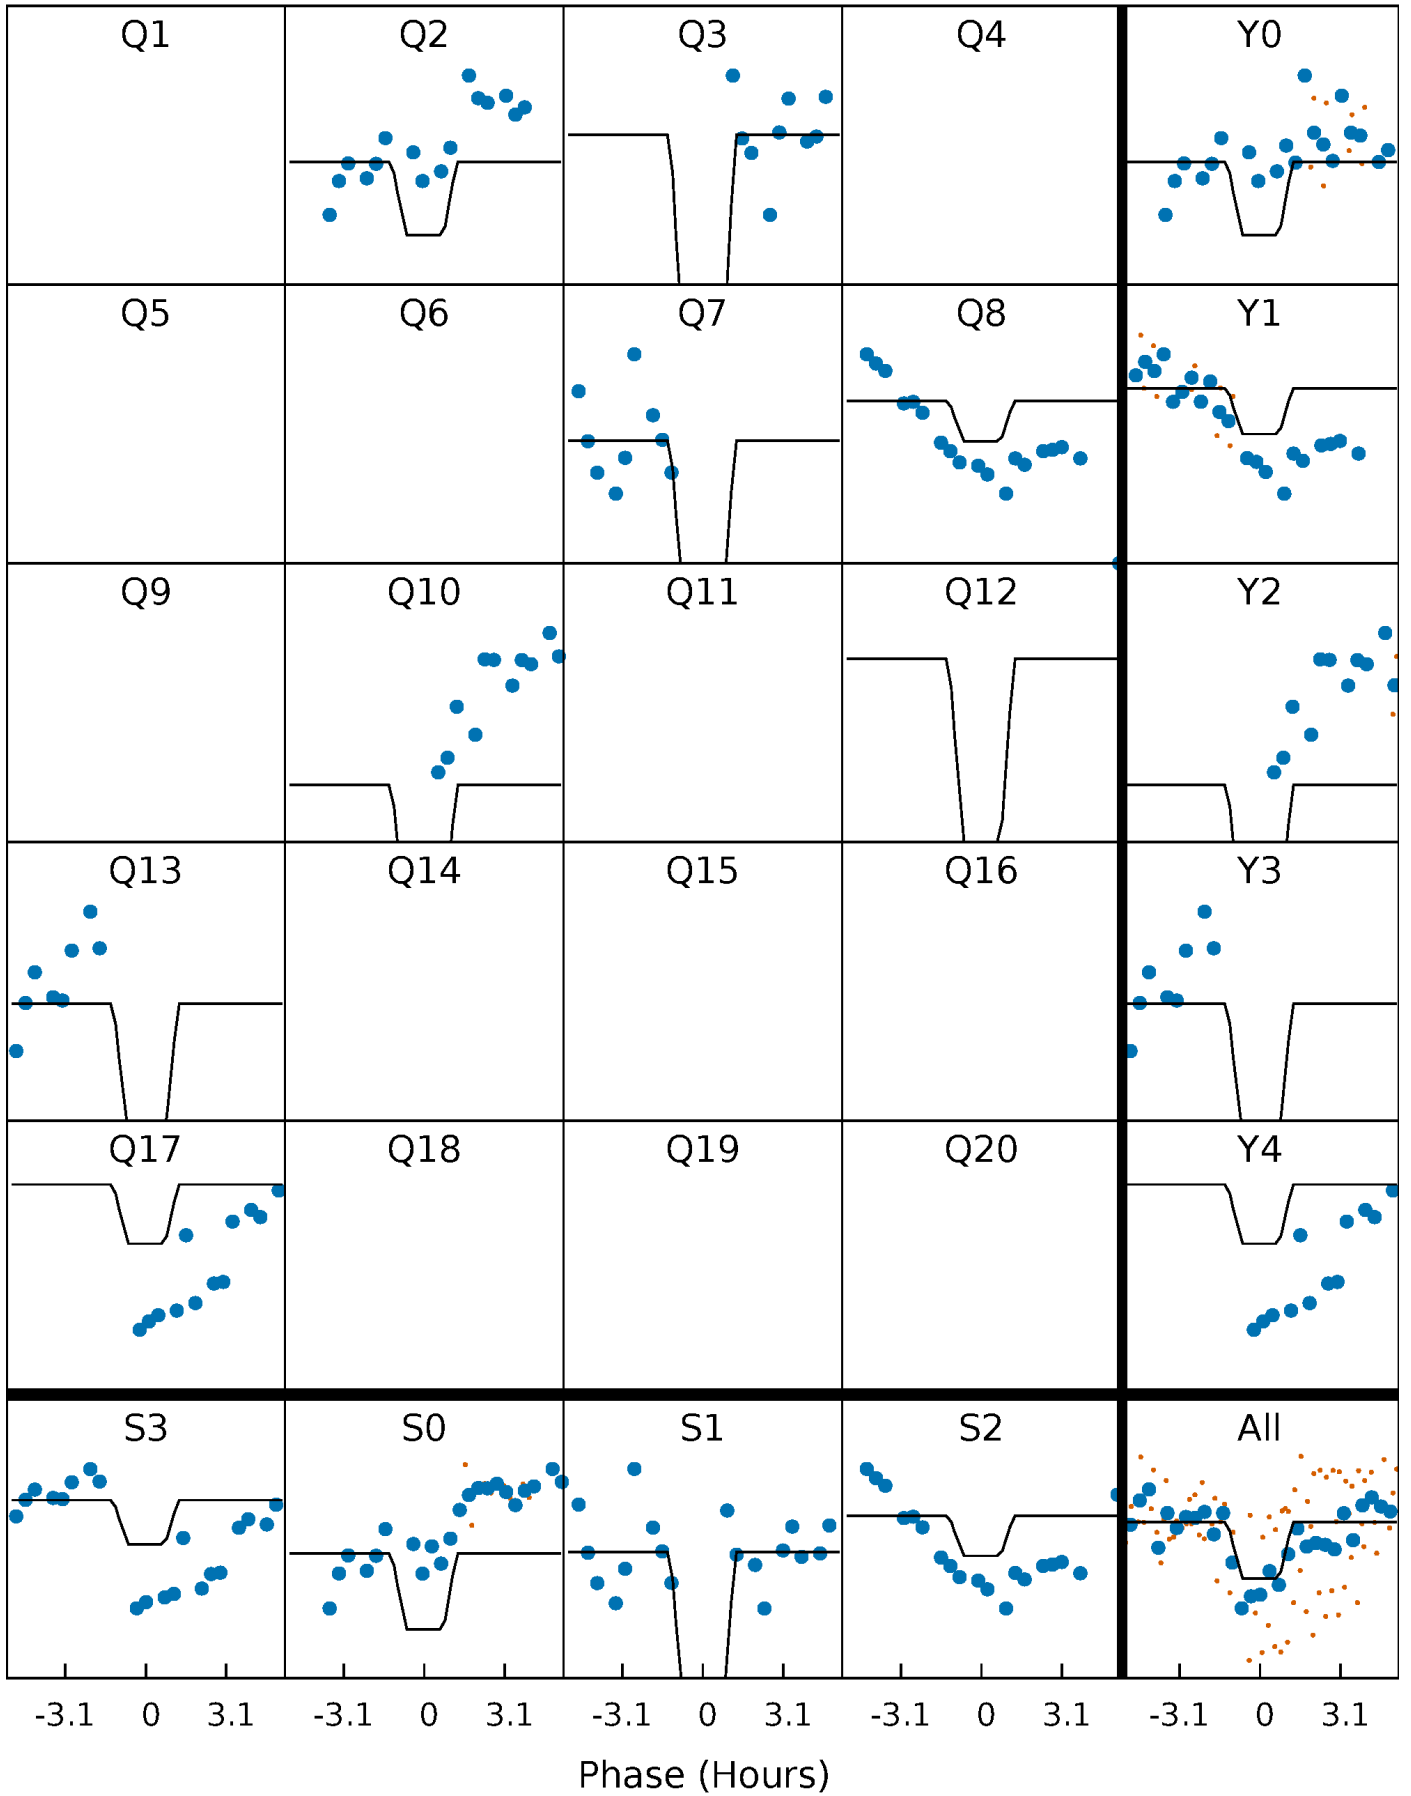 Q1 Q2 Q3 Q4 Y0
Q5 Q6 Q7 Q8 Y1
Q9 Q10 Q11 Q12 Y2
Q13 Q14 Q15 Q16 Y3
Q17 Q18 Q19 Q20 Y4
S3 S0 S1 S2 All
-3.1 0 3.1 -3.1 0 3.1 -3.1 0 3.1 -3.1 0 3.1 -3.1 0 3.1
Phase (Hours)